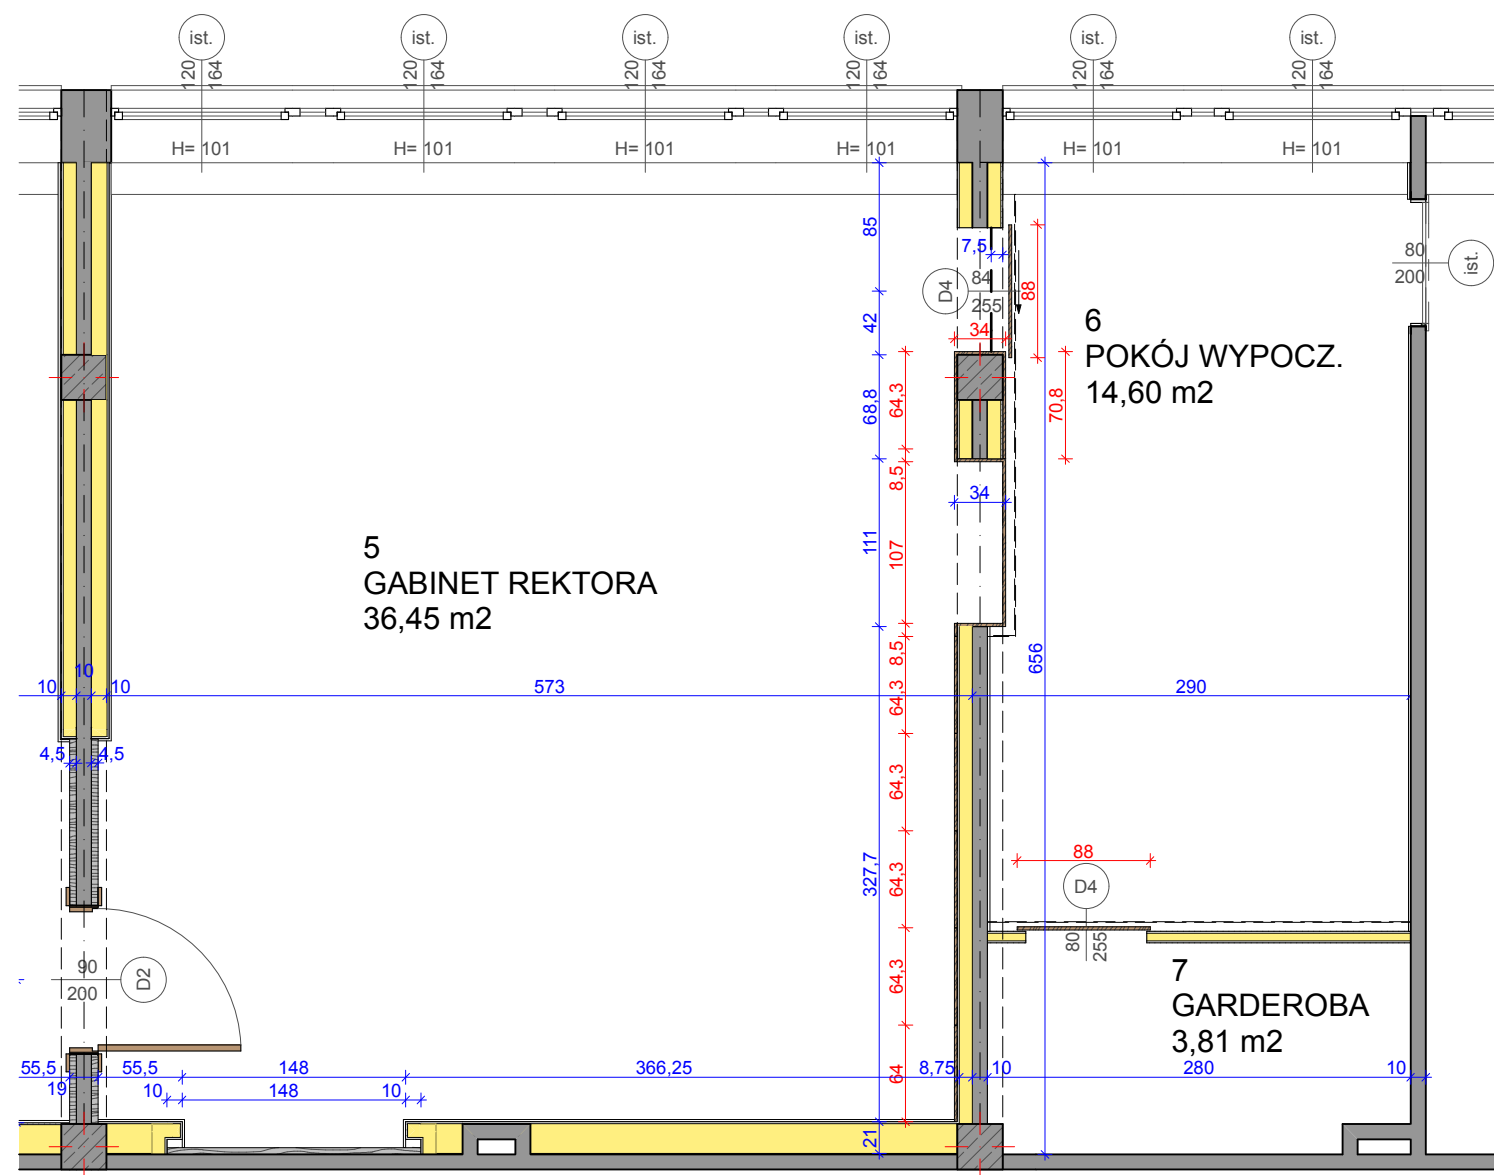 ist. ist. ist. ist. ist. ist.
120 164 120 164 120 164 120 164 120 164 120 164
H= 101 H= 101 H= 101 H= 101 H= 101 H= 101
85
7,5
80
200
ist.
D4
84
255
88
42
34
6
POKÓJ WYPOCZ.
14,60 m2
68,8
64,3
70,8
8,5
34
111
107
5
GABINET REKTORA
36,45 m2
8,5
656
10 10 10
573
64,3
290
4,5 4,5
64,3
327,7
64,3
88
D4
80
255
90
200
D2
64,3
7
GARDEROBA
3,81 m2
55,5 55,5 148 366,25 64 8,75 10 280 10
19 10 148 10
21